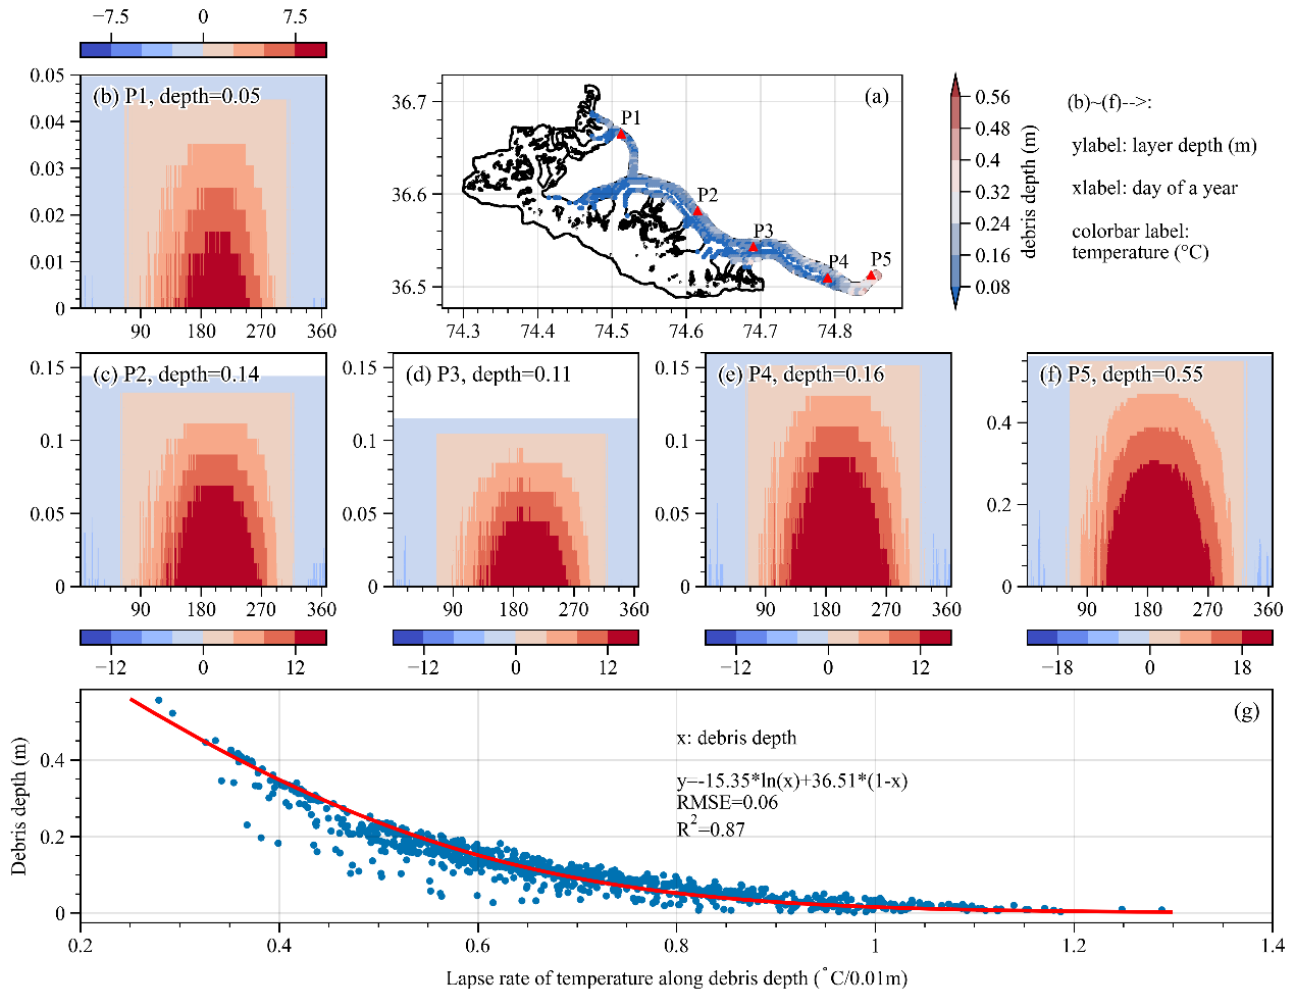 −7.5 0 7.5
(b) P1, depth=0.05
0.05
0.04
0.03
0.02
0.01
0
90 180 270 360
(a)
36.7
36.6
36.5
P1
P2
P3
P4
P5
74.3 74.4 74.5 74.6 74.7 74.8
0.56
0.48
0.4
0.32
0.24
0.16
0.08
debris depth (m)
(b)~(f)-->:
ylabel: layer depth (m)
xlabel: day of a year
colorbar label:
temperature (°C)
(c) P2, depth=0.14
0.15
0.1
0.05
0
90 180 270 360
−12 0 12
(d) P3, depth=0.11
0.15
0.1
0.05
0
90 180 270 360
−12 0 12
(e) P4, depth=0.16
0.15
0.1
0.05
0
90 180 270 360
−12 0 12
(f) P5, depth=0.55
0.4
0.2
0
90 180 270 360
−18 0 18
(g)
Debris depth (m)
0.4
0.2
0
x: debris depth
y=-15.35*ln(x)+36.51*(1-x)
RMSE=0.06
R²=0.87
0.2 0.4 0.6 0.8 1 1.2 1.4
Lapse rate of temperature along debris depth (°C/0.01m)